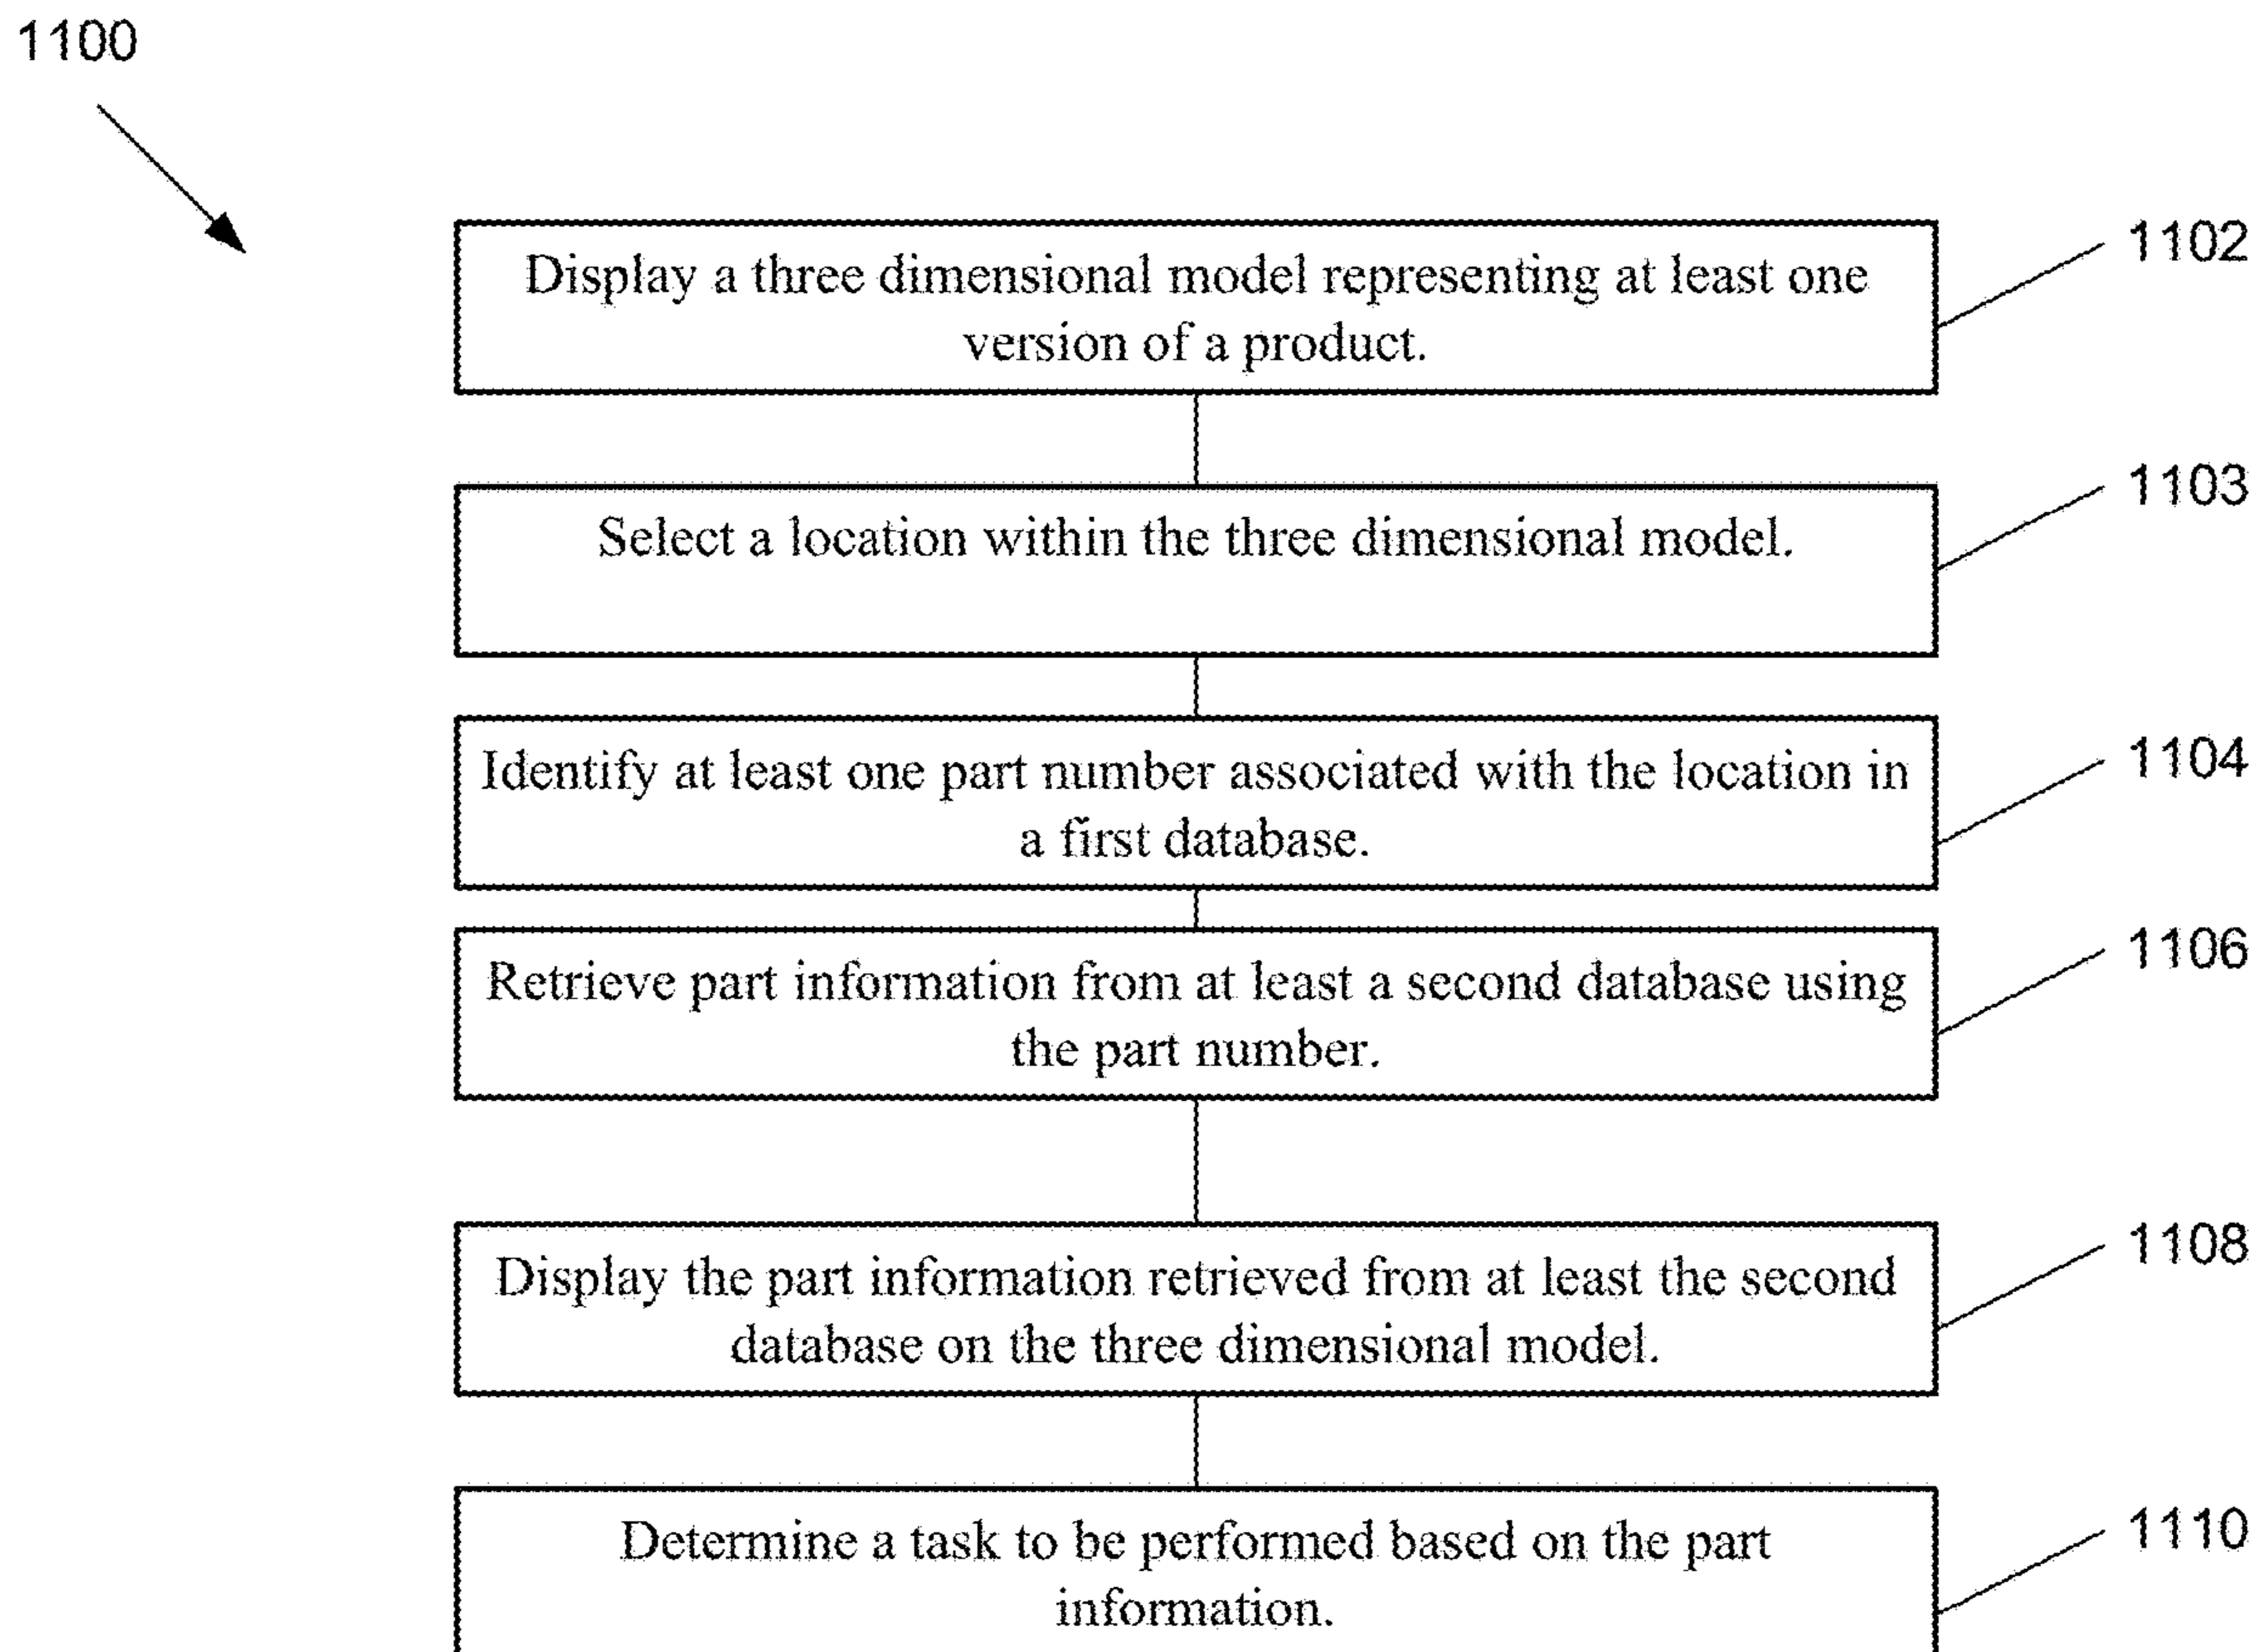 1100
Display a three dimensional model representing at least one
version of a product.
1102
Select a location within the three dimensional model.
1103
Identify at least one part number associated with the location in
a first database.
1104
Retrieve part information from at least a second database using
the part number.
1106
Display the part information retrieved from at least the second
database on the three dimensional model.
1108
Determine a task to be performed based on the part
information.
1110